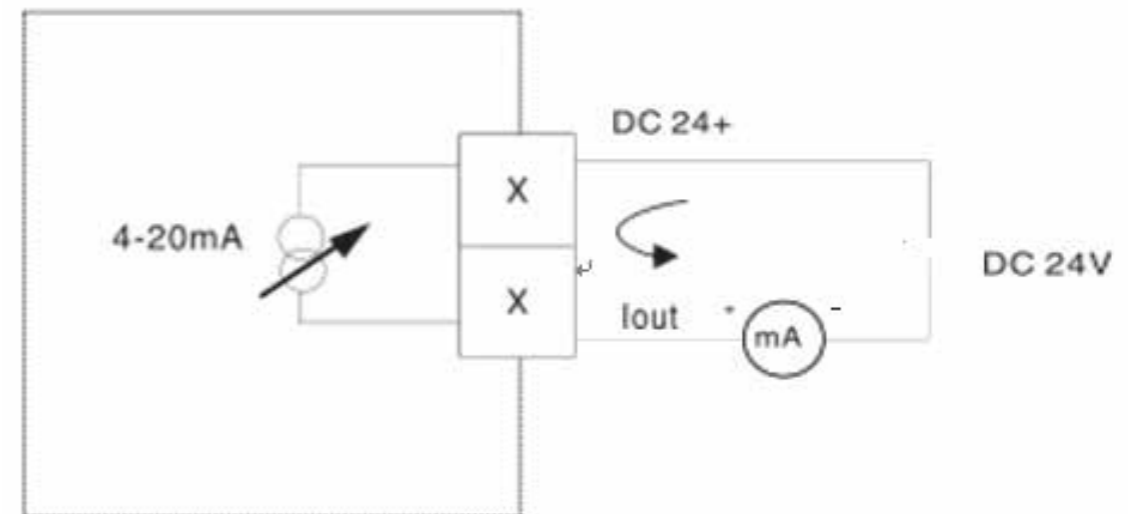 DC 24+
X
4-20mA
DC 24V
X
Iout
+ -
mA